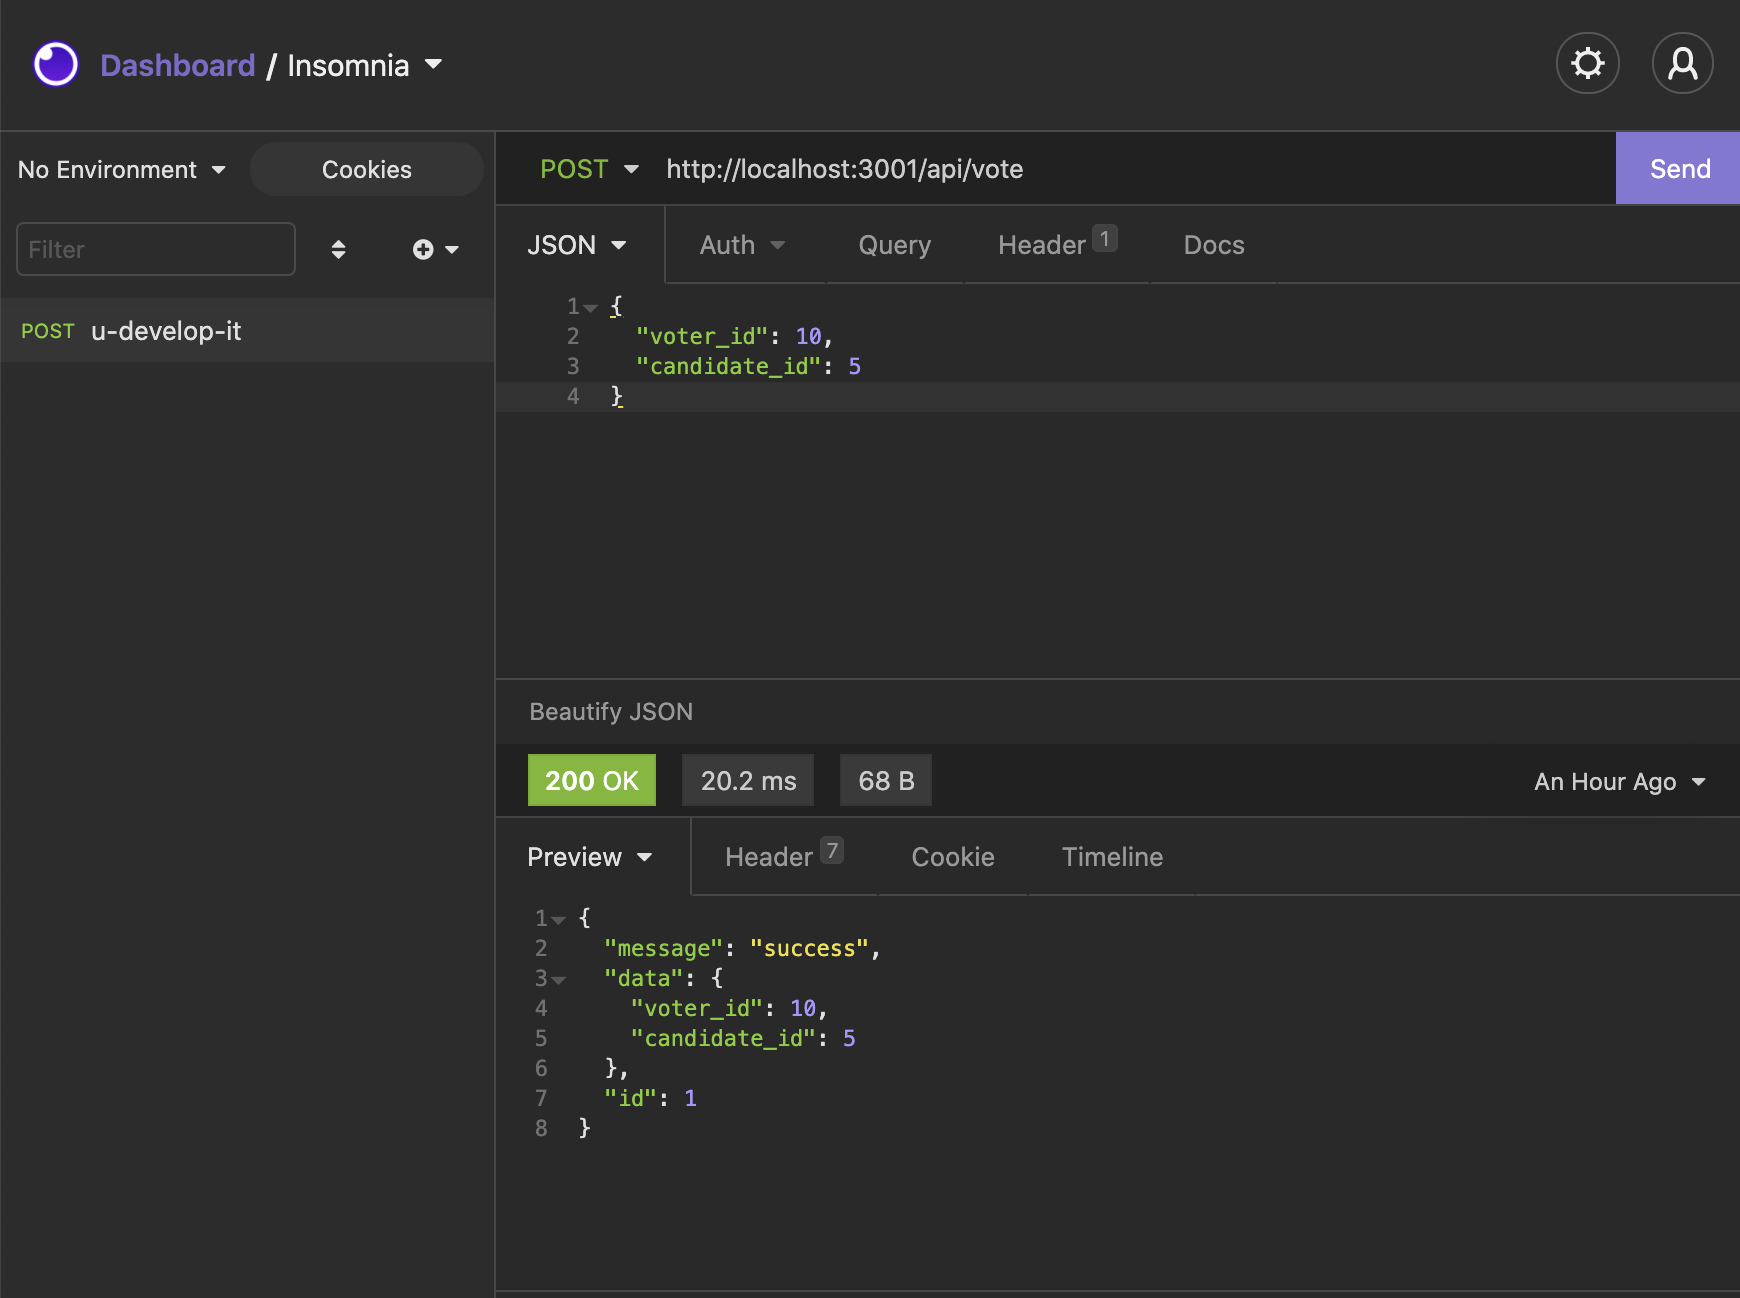 Dashboard / Insomnia
No Environment Cookies
Filter
POST u-develop-it
POST http://localhost:3001/api/vote Send
JSON Auth Query Header 1 Docs
1 {
2 "voter_id": 10,
3 "candidate_id": 5
4 }
Beautify JSON
200 OK 20.2 ms 68 B An Hour Ago
Preview Header 7 Cookie Timeline
1 {
2 "message": "success",
3 "data": {
4 "voter_id": 10,
5 "candidate_id": 5
6 },
7 "id": 1
8 }